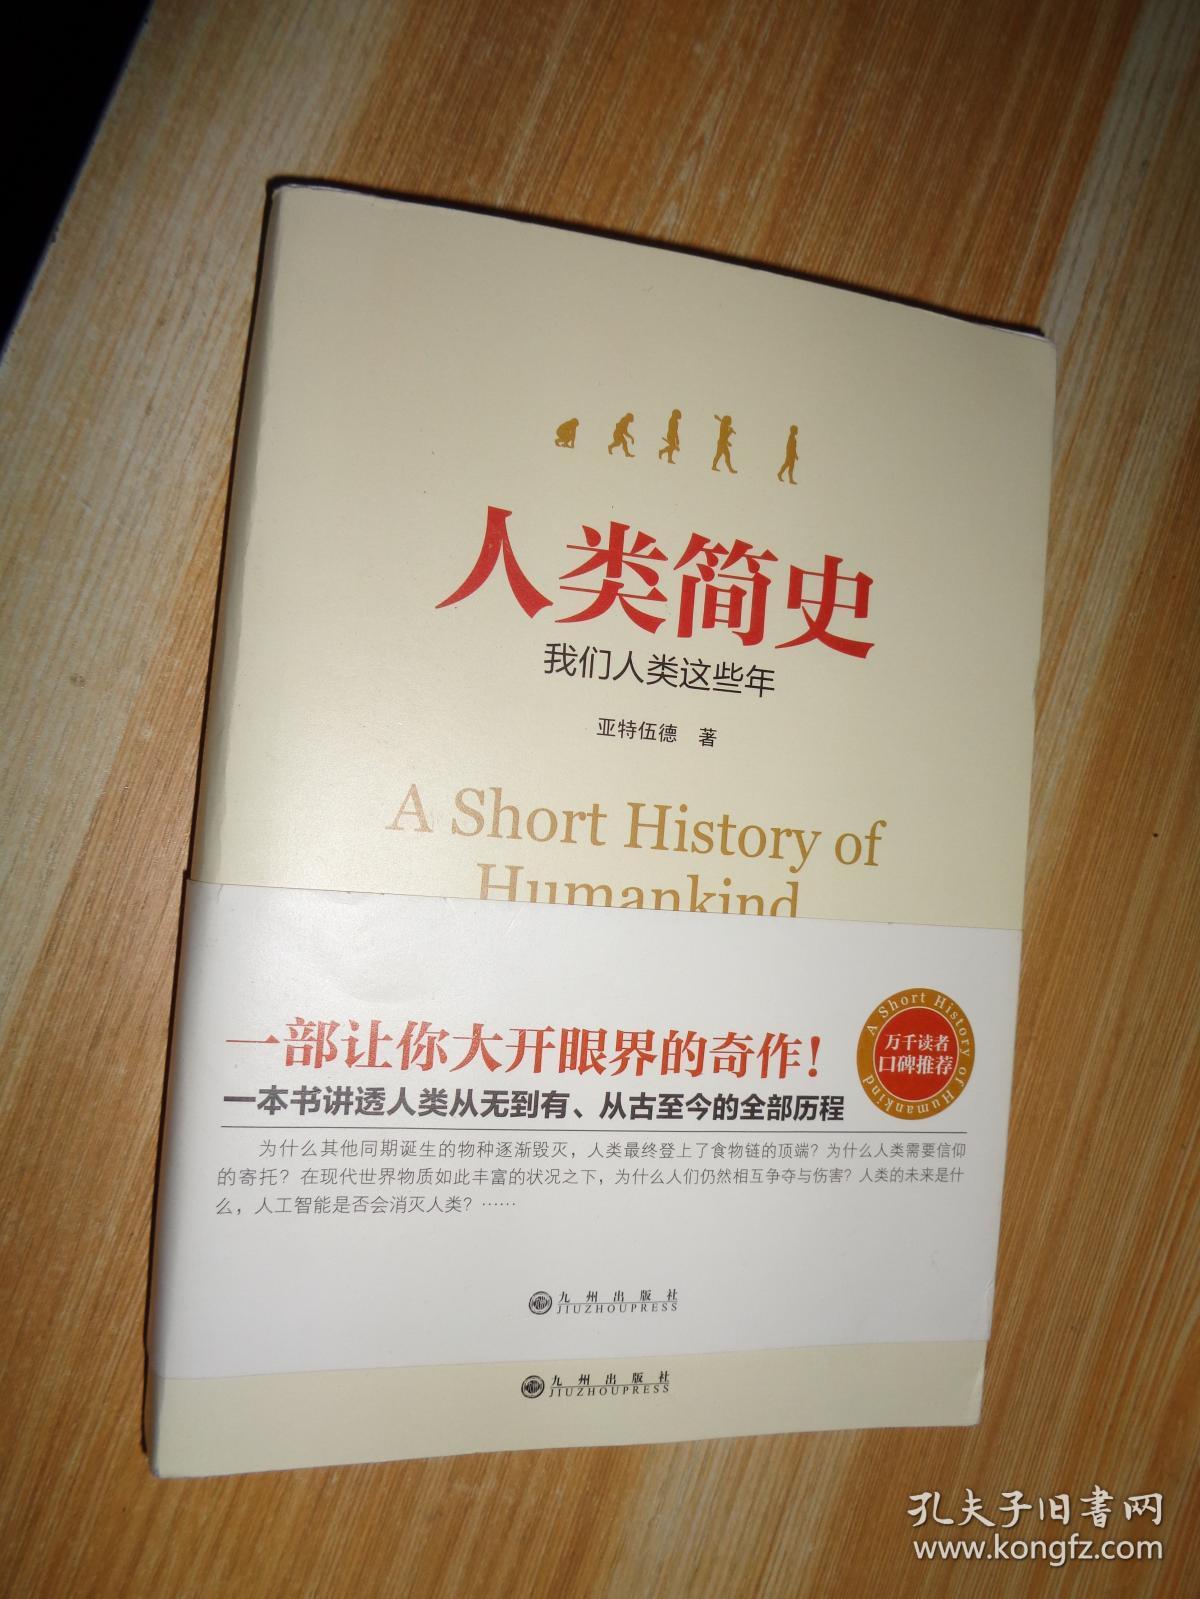 人类简史
我们人类这些年
亚特伍德 著
A Short History of
Humankind
一部让你大开眼界的奇作!
一本书讲透人类从无到有、从古至今的全部历程
A Short History of Humankind
万千读者
口碑推荐
为什么其他同期诞生的物种逐渐毁灭，人类最终登上了食物链的顶端？为什么人类需要信仰
的寄托？在现代世界物质如此丰富的状况之下，为什么人们仍然相互争夺与伤害？人类的未来是什
么，人工智能是否会消灭人类？……
九州出版社
JIUZHOUPRESS
九州出版社
JIUZHOUPRESS
孔夫子旧书网
www.kongfz.com